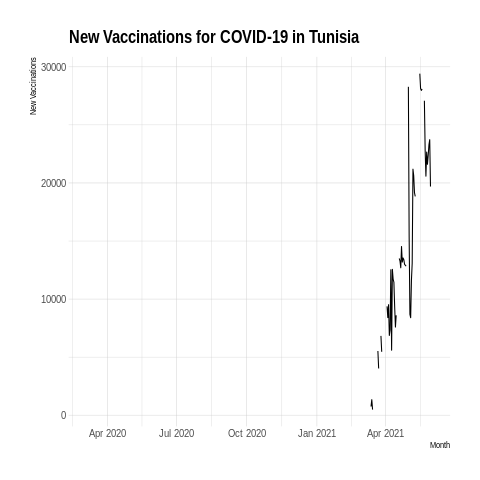 New Vaccinations for COVID-19 in Tunisia
New Vaccinations
30000
20000
10000
0
Apr 2020 Jul 2020 Oct 2020 Jan 2021 Apr 2021
Month